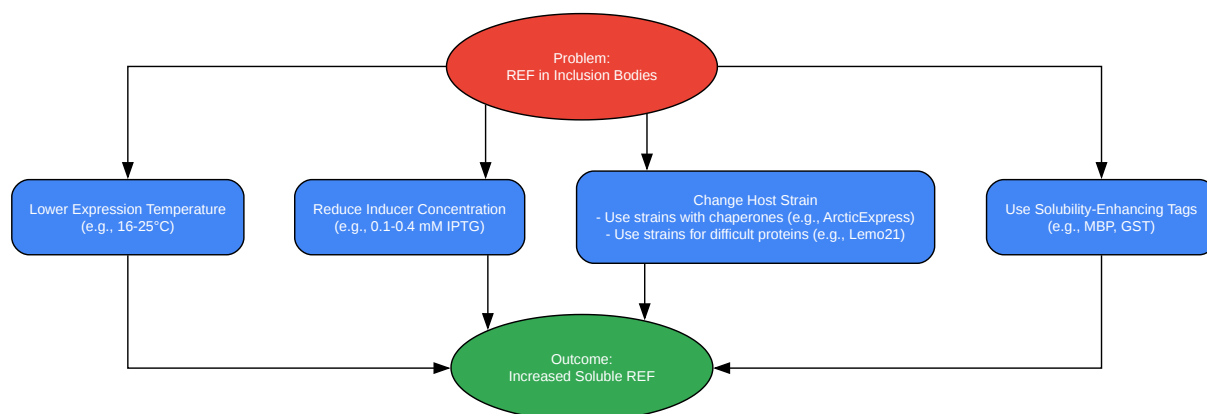 Problem:
REF in Inclusion Bodies
Lower Expression Temperature
(e.g., 16-25°C)
Reduce Inducer Concentration
(e.g., 0.1-0.4 mM IPTG)
Change Host Strain
- Use strains with chaperones (e.g., ArcticExpress)
- Use strains for difficult proteins (e.g., Lemo21)
Use Solubility-Enhancing Tags
(e.g., MBP, GST)
Outcome:
Increased Soluble REF